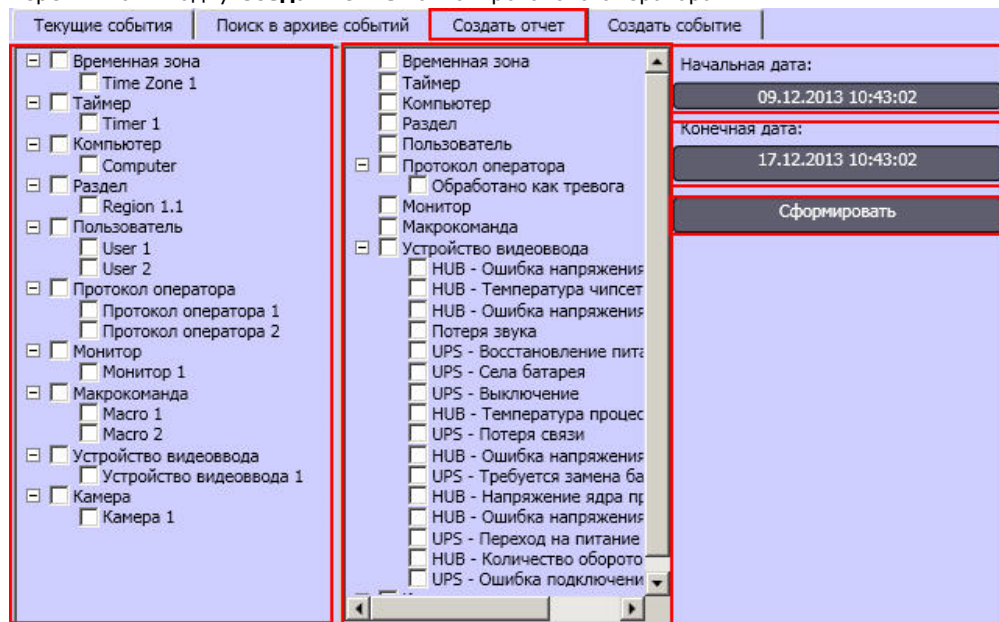 Текущие события
Поиск в архиве событий
Создать отчет
Создать событие
Временная зона
Time Zone 1
Таймер
Timer 1
Компьютер
Computer
Раздел
Region 1.1
Пользователь
User 1
User 2
Протокол оператора
Протокол оператора 1
Протокол оператора 2
Монитор
Монитор 1
Макрокоманда
Macro 1
Macro 2
Устройство видеоввода
Устройство видеоввода 1
Камера
Камера 1
Временная зона
Таймер
Компьютер
Раздел
Пользователь
Протокол оператора
Обработано как тревога
Монитор
Макрокоманда
Устройство видеоввода
HUB - Ошибка напряжения
HUB - Температура чипсет
HUB - Ошибка напряжения
Потеря звука
UPS - Восстановление пита
UPS - Села батарея
UPS - Выключение
HUB - Температура процес
UPS - Потеря связи
HUB - Ошибка напряжения
UPS - Требуется замена ба
HUB - Напряжение ядра пр
HUB - Ошибка напряжения
UPS - Переход на питание
HUB - Количество оборото
UPS - Ошибка подключени
Начальная дата:
09.12.2013 10:43:02
Конечная дата:
17.12.2013 10:43:02
Сформировать